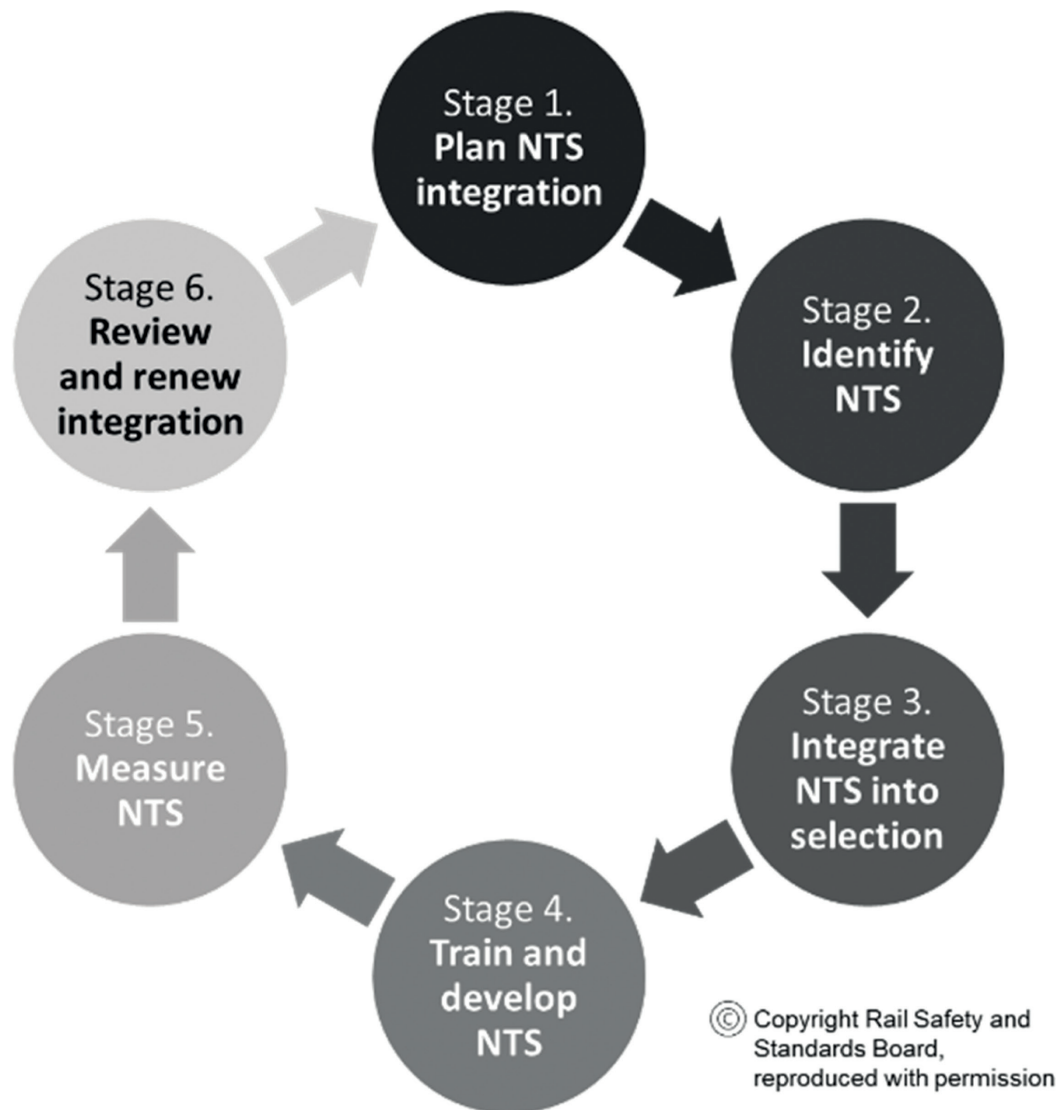 Stage 1.
Plan NTS
integration
Stage 2.
Identify
NTS
Stage 3.
Integrate
NTS into
selection
Stage 4.
Train and
develop
NTS
Stage 5.
Measure
NTS
Stage 6.
Review
and renew
integration
© Copyright Rail Safety and
Standards Board,
reproduced with permission